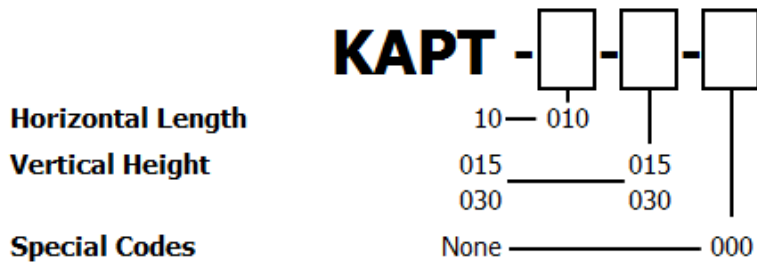 KAPT - - -
Horizontal Length 10 010
Vertical Height 015 015
030 030
Special Codes None 000